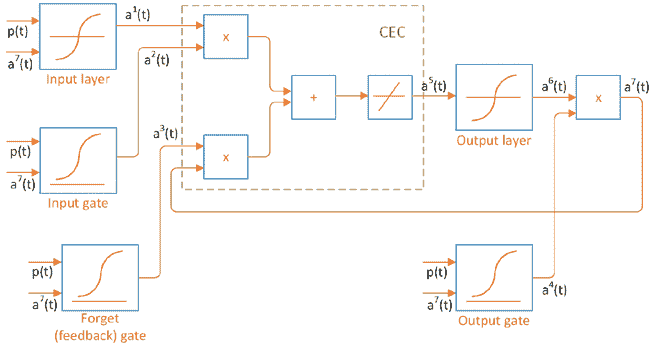 p(t)
a⁷(t)
Input layer
a¹(t)
a²(t)
x
CEC
p(t)
a⁷(t)
Input gate
a³(t)
x
+
a⁵(t)
Output layer
a⁶(t)
x
a⁷(t)
p(t)
a⁷(t)
Forget
(feedback) gate
p(t)
a⁷(t)
Output gate
a⁴(t)